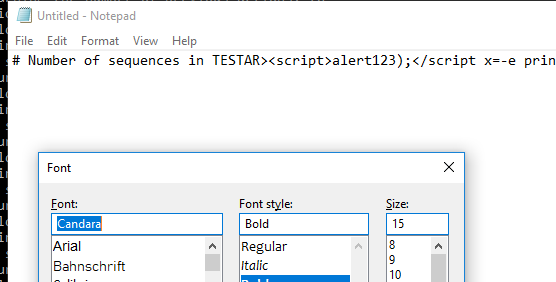 Untitled - Notepad
File Edit Format View Help
# Number of sequences in TESTAR><script>alert123);</script x=-e prin
Font
Font: Font style: Size:
Candara Bold 15
Arial Regular 8
Bahnschrift Italic 9
10